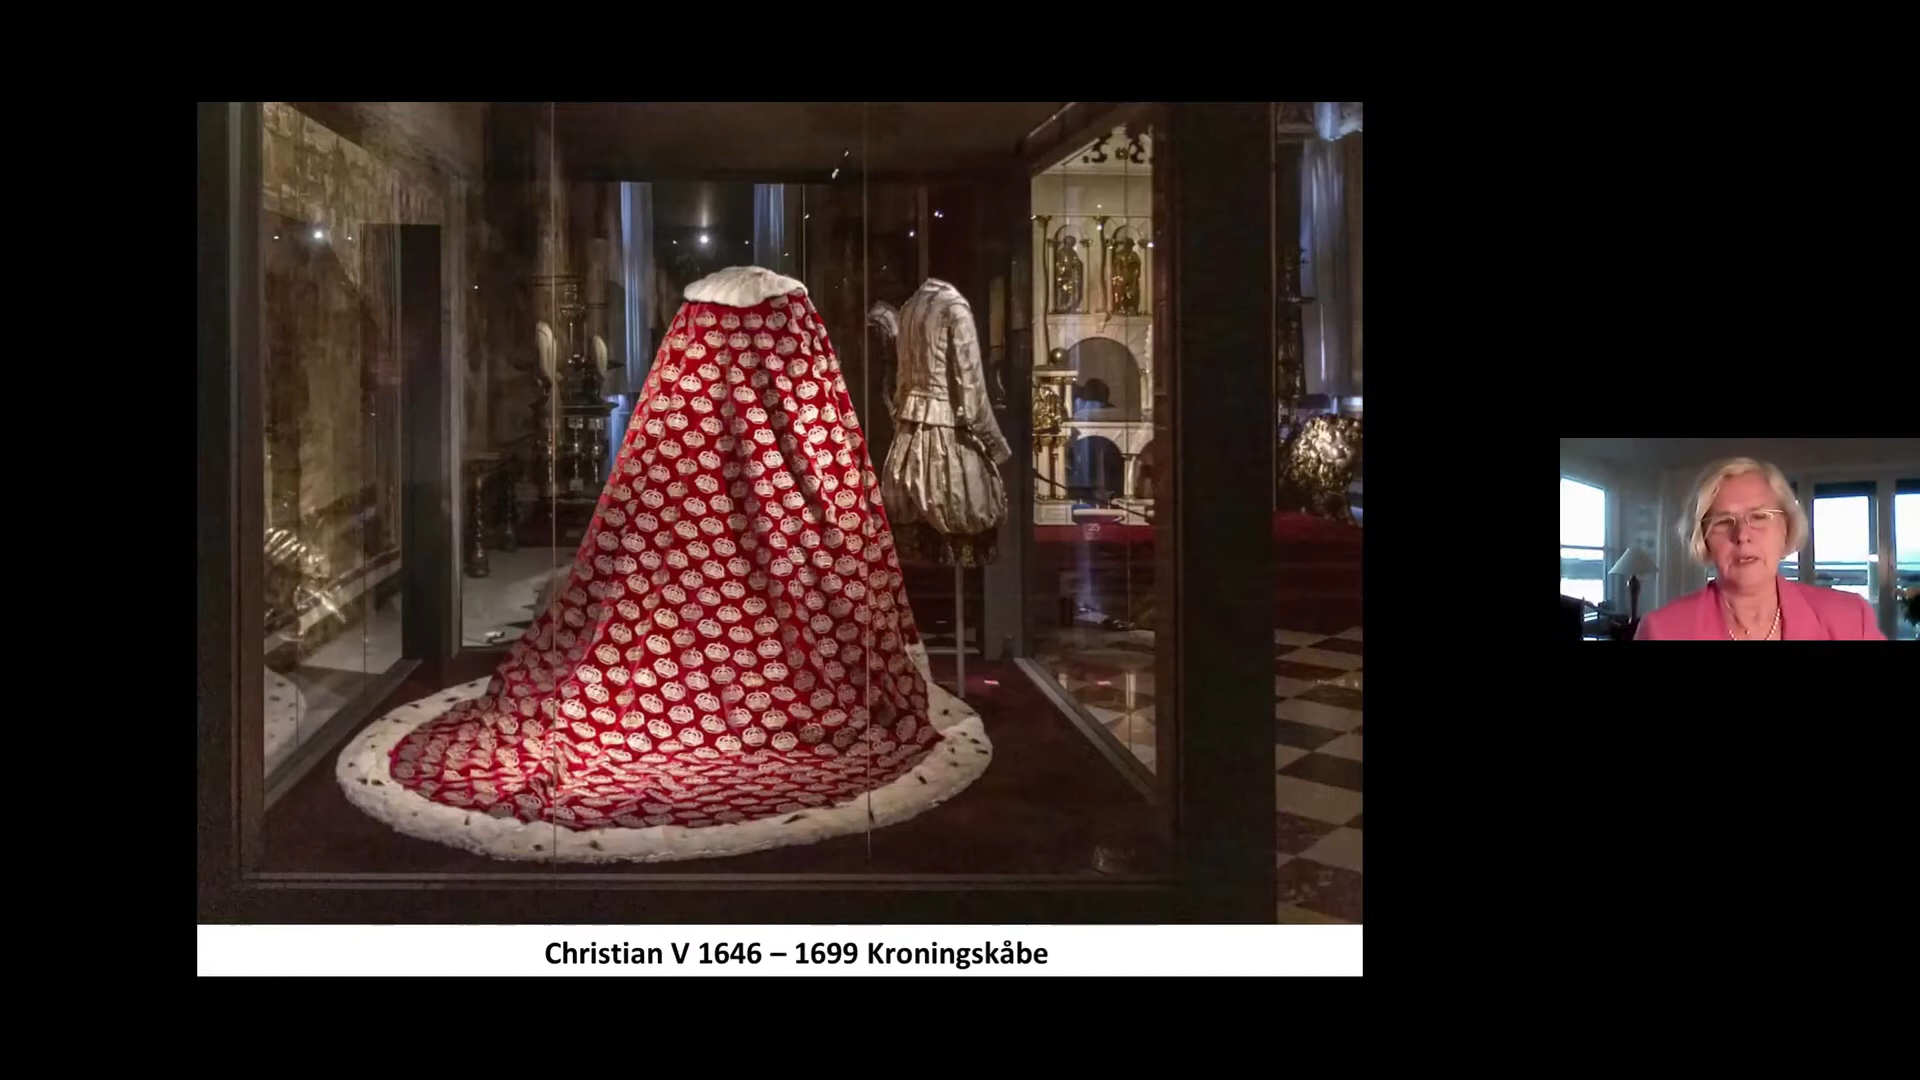 Christian V 1646 – 1699 Kroningskåbe